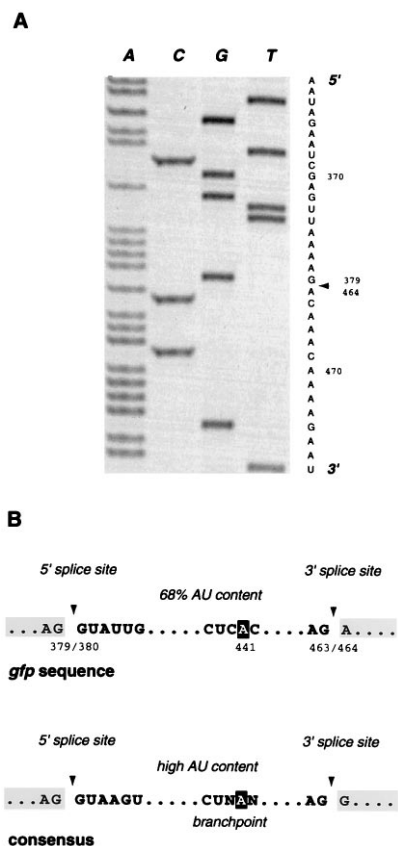 A
A C G T
5'
A
A
U
A
G
A
A
U
C
G 370
A
G
U
U
A
A
A
A
G 379
A 464
C
A
A
A
C
A 470
A
A
A
G
A
A
U 3'
B
5' splice site 3' splice site
68% AU content
...AG GUAUUG.....CUCAC....AG A....
379/380 441 463/464
gfp sequence
5' splice site 3' splice site
high AU content
...AG GUAAGU.....CUNAN....AG G....
branchpoint
consensus